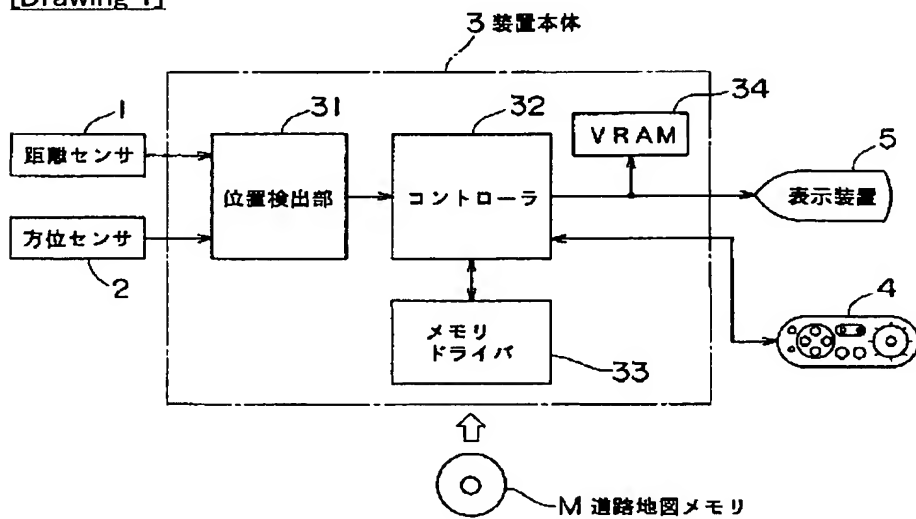 [Drawing 1]
3 装置本体
31
32
34
1
VRAM
5
距離センサ
位置検出部
コントローラ
表示装置
方位センサ
2
4
メモリ
ドライバ
33
M 道路地図メモリ